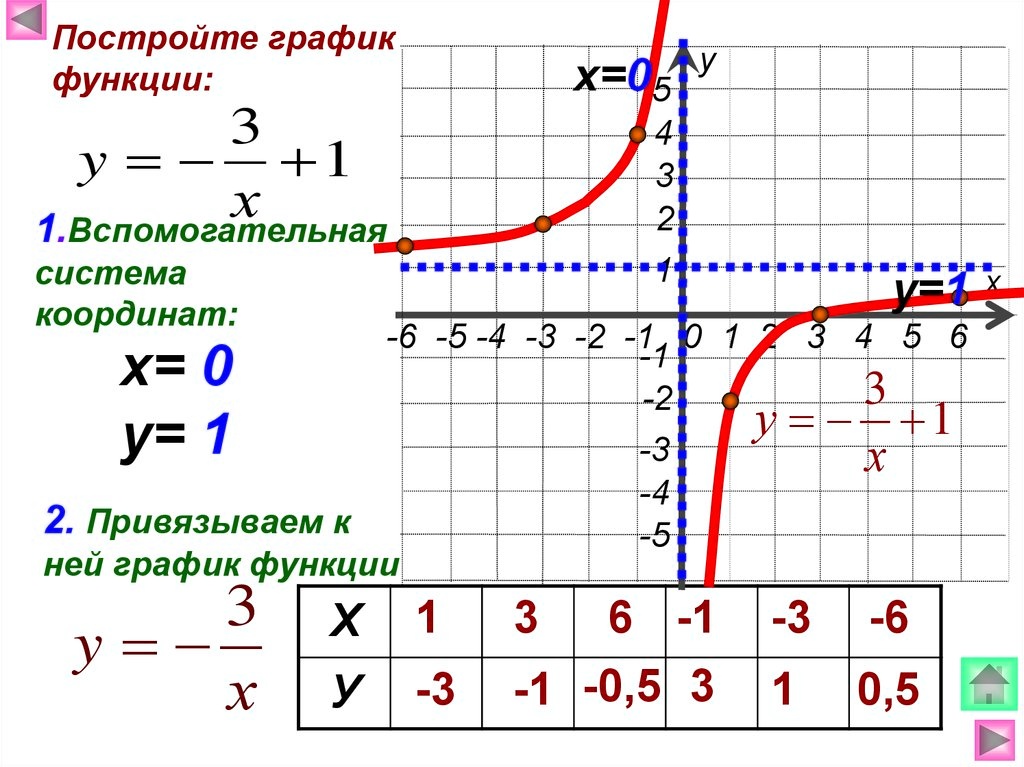 Постройте график
функции:
y = − 3/x + 1
1.Вспомогательная
система
координат:
x= 0
y= 1
2. Привязываем к
ней график функции
y = − 3/x
x=0
y
5
4
3
2
1
y=1
x
-6 -5 -4 -3 -2 -1 0 1 2 3 4 5 6
-1
-2
-3
-4
-5
y = − 3/x + 1
Х 1 3 6 -1 -3 -6
У -3 -1 -0,5 3 1 0,5